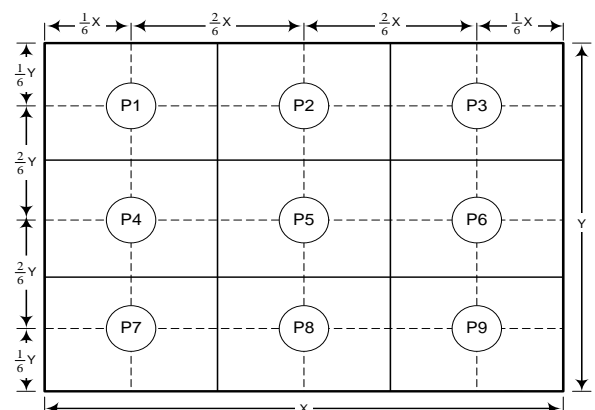 1/6 X 2/6 X 2/6 X 1/6 X
1/6 Y
P1 P2 P3
2/6 Y
P4 P5 P6
Y
2/6 Y
P7 P8 P9
1/6 Y
X